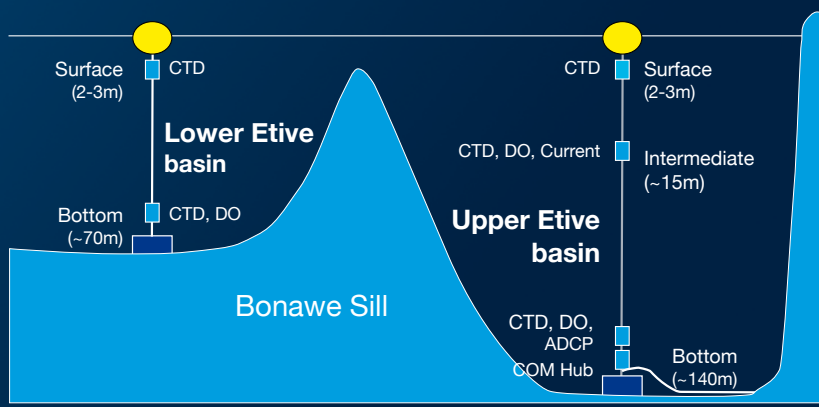 Surface
(2-3m)
CTD
Lower Etive
basin
Bottom
(~70m)
CTD, DO
Bonawe Sill
CTD
Surface
(2-3m)
CTD, DO, Current
Intermediate
(~15m)
Upper Etive
basin
CTD, DO,
ADCP
COM Hub
Bottom
(~140m)